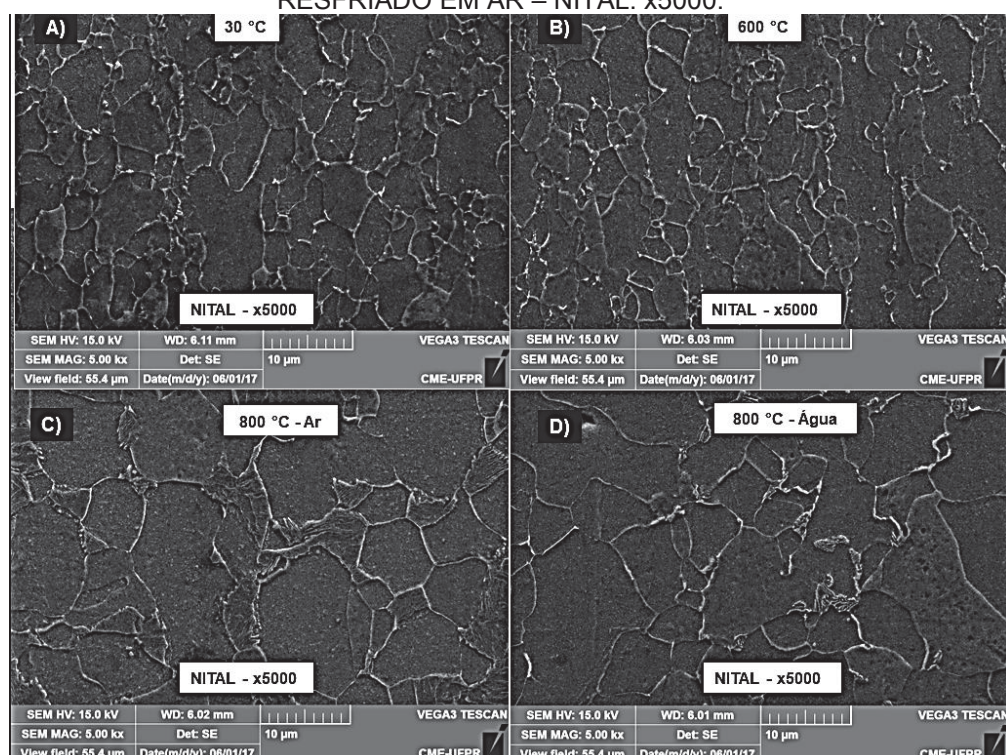 RESFRIADO EM AR – NITAL. x5000.
A)
30 °C
NITAL - x5000
SEM HV: 15.0 kV
WD: 6.11 mm
VEGA3 TESCAN
SEM MAG: 5.00 kx
Det: SE
10 µm
View field: 55.4 µm
Date(m/d/y): 06/01/17
CME-UFPR
B)
600 °C
NITAL - x5000
SEM HV: 15.0 kV
WD: 6.03 mm
VEGA3 TESCAN
SEM MAG: 5.00 kx
Det: SE
10 µm
View field: 55.4 µm
Date(m/d/y): 06/01/17
CME-UFPR
C)
800 °C - Ar
NITAL - x5000
SEM HV: 15.0 kV
WD: 6.02 mm
VEGA3 TESCAN
SEM MAG: 5.00 kx
Det: SE
10 µm
View field: 55.4 µm
Date(m/d/y): 06/01/17
CME-UFPR
D)
800 °C - Água
NITAL - x5000
SEM HV: 15.0 kV
WD: 6.01 mm
VEGA3 TESCAN
SEM MAG: 5.00 kx
Det: SE
10 µm
View field: 55.4 µm
Date(m/d/y): 06/01/17
CME-UFPR